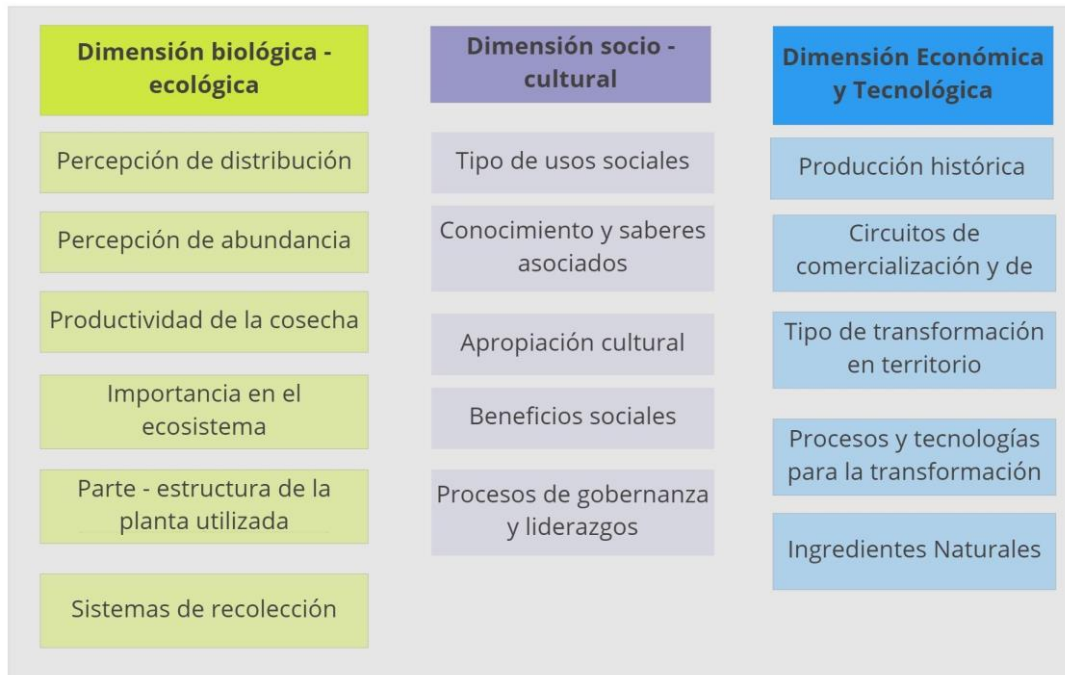 Dimensión biológica -
ecológica
Percepción de distribución
Percepción de abundancia
Productividad de la cosecha
Importancia en el
ecosistema
Parte - estructura de la
planta utilizada
Sistemas de recolección
Dimensión socio -
cultural
Tipo de usos sociales
Conocimiento y saberes
asociados
Apropiación cultural
Beneficios sociales
Procesos de gobernanza
y liderazgos
Dimensión Económica
y Tecnológica
Producción histórica
Circuitos de
comercialización y de
Tipo de transformación
en territorio
Procesos y tecnologías
para la transformación
Ingredientes Naturales